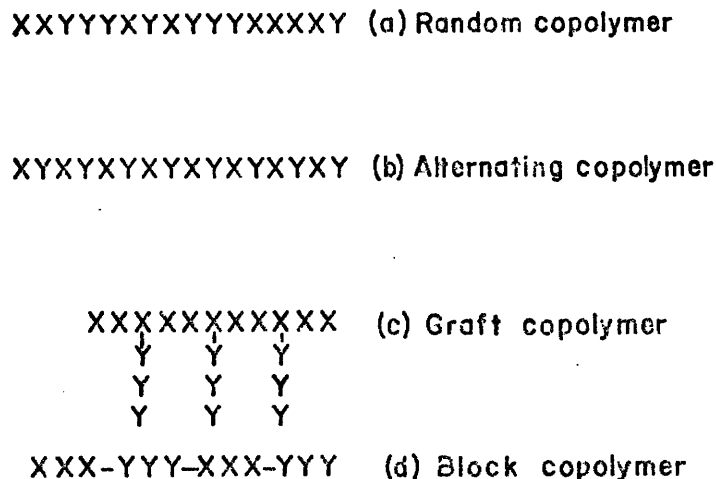 XXYYYXYXYYYXXXXY (a) Random copolymer
XYXYXYXYXYXYXYXY (b) Alternating copolymer
XXXXXXXXXXX (c) Graft copolymer
Y Y Y
Y Y Y
Y Y Y
XXX-YYY-XXX-YYY (d) Block copolymer